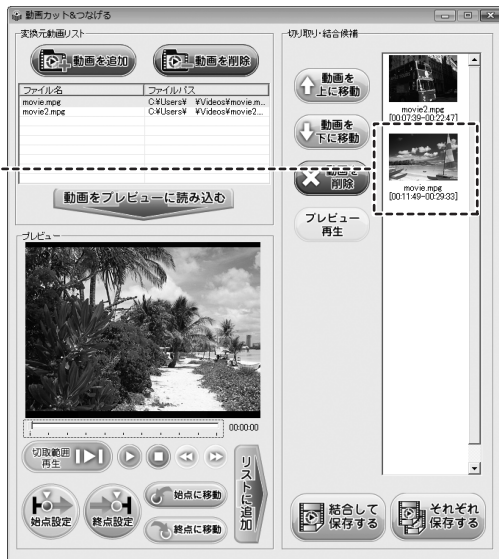 動画カット&つなげる
変換元動画リスト
動画を追加
動画を削除
ファイル名
ファイルパス
movie.mpg
C:¥Users¥ ¥Videos¥movie.m...
movie2.mpg
C:¥Users¥ ¥Videos¥movie2...
動画をプレビューに読み込む
プレビュー
00:00:00
切取範囲
再生
始点設定
終点設定
始点に移動
終点に移動
リストに追加
切り取り・結合候補
動画を
上に移動
動画を
下に移動
動画を
削除
プレビュー
再生
movie2.mpg
[00:07:39-00:22:47]
movie.mpg
[00:11:49-00:29:33]
結合して
保存する
それぞれ
保存する